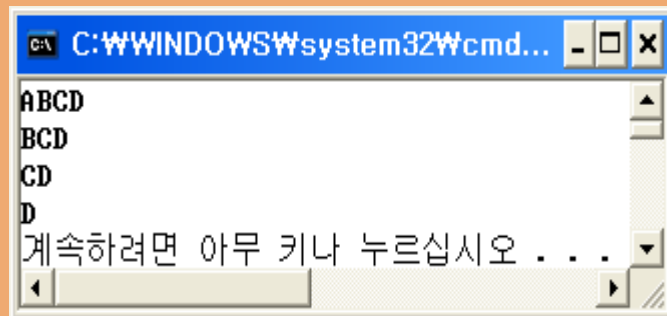 C:₩WINDOWS₩system32₩cmd...
ABCD
BCD
CD
D
계속하려면 아무 키나 누르십시오 . . .